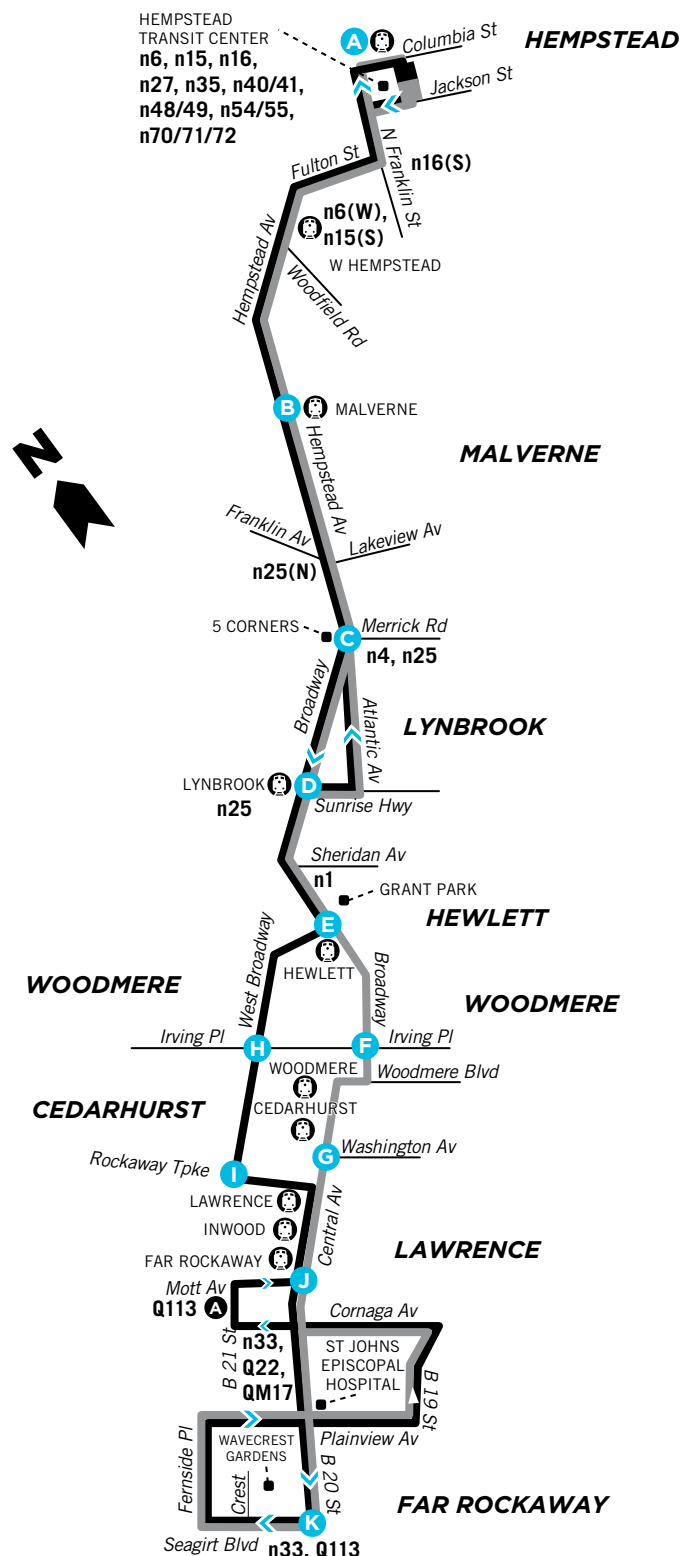 HEMPSTEAD
TRANSIT CENTER
n6, n15, n16,
n27, n35, n40/41,
n48/49, n54/55,
n70/71/72
A
Columbia St
HEMPSTEAD
Jackson St
Fulton St
N Franklin St
n16(S)
n6(W),
n15(S)
W HEMPSTEAD
Hempstead Av
Woodfield Rd
B
MALVERNE
Hempstead Av
MALVERNE
N
Franklin Av
Lakeview Av
n25(N)
5 CORNERS
C
Merrick Rd
n4, n25
Broadway
Atlantic Av
LYNBROOK
LYNBROOK
n25
D
Sunrise Hwy
Sheridan Av
n1
GRANT PARK
E
HEWLETT
HEWLETT
West Broadway
Broadway
WOODMERE
WOODMERE
Irving Pl
H
F
Irving Pl
WOODMERE
Woodmere Blvd
CEDARHURST
CEDARHURST
G
Washington Av
Rockaway Tpke
I
LAWRENCE
INWOOD
Central Av
FAR ROCKAWAY
LAWRENCE
J
Mott Av
Q113
A
Cornaga Av
B 21 St
n33,
Q22,
QM17
ST JOHNS
EPISCOPAL
HOSPITAL
B 19 St
Plainview Av
Fernside Pl
WAVECREST
GARDENS
Crest
B 20 St
FAR ROCKAWAY
K
Seagirt Blvd
n33, Q113